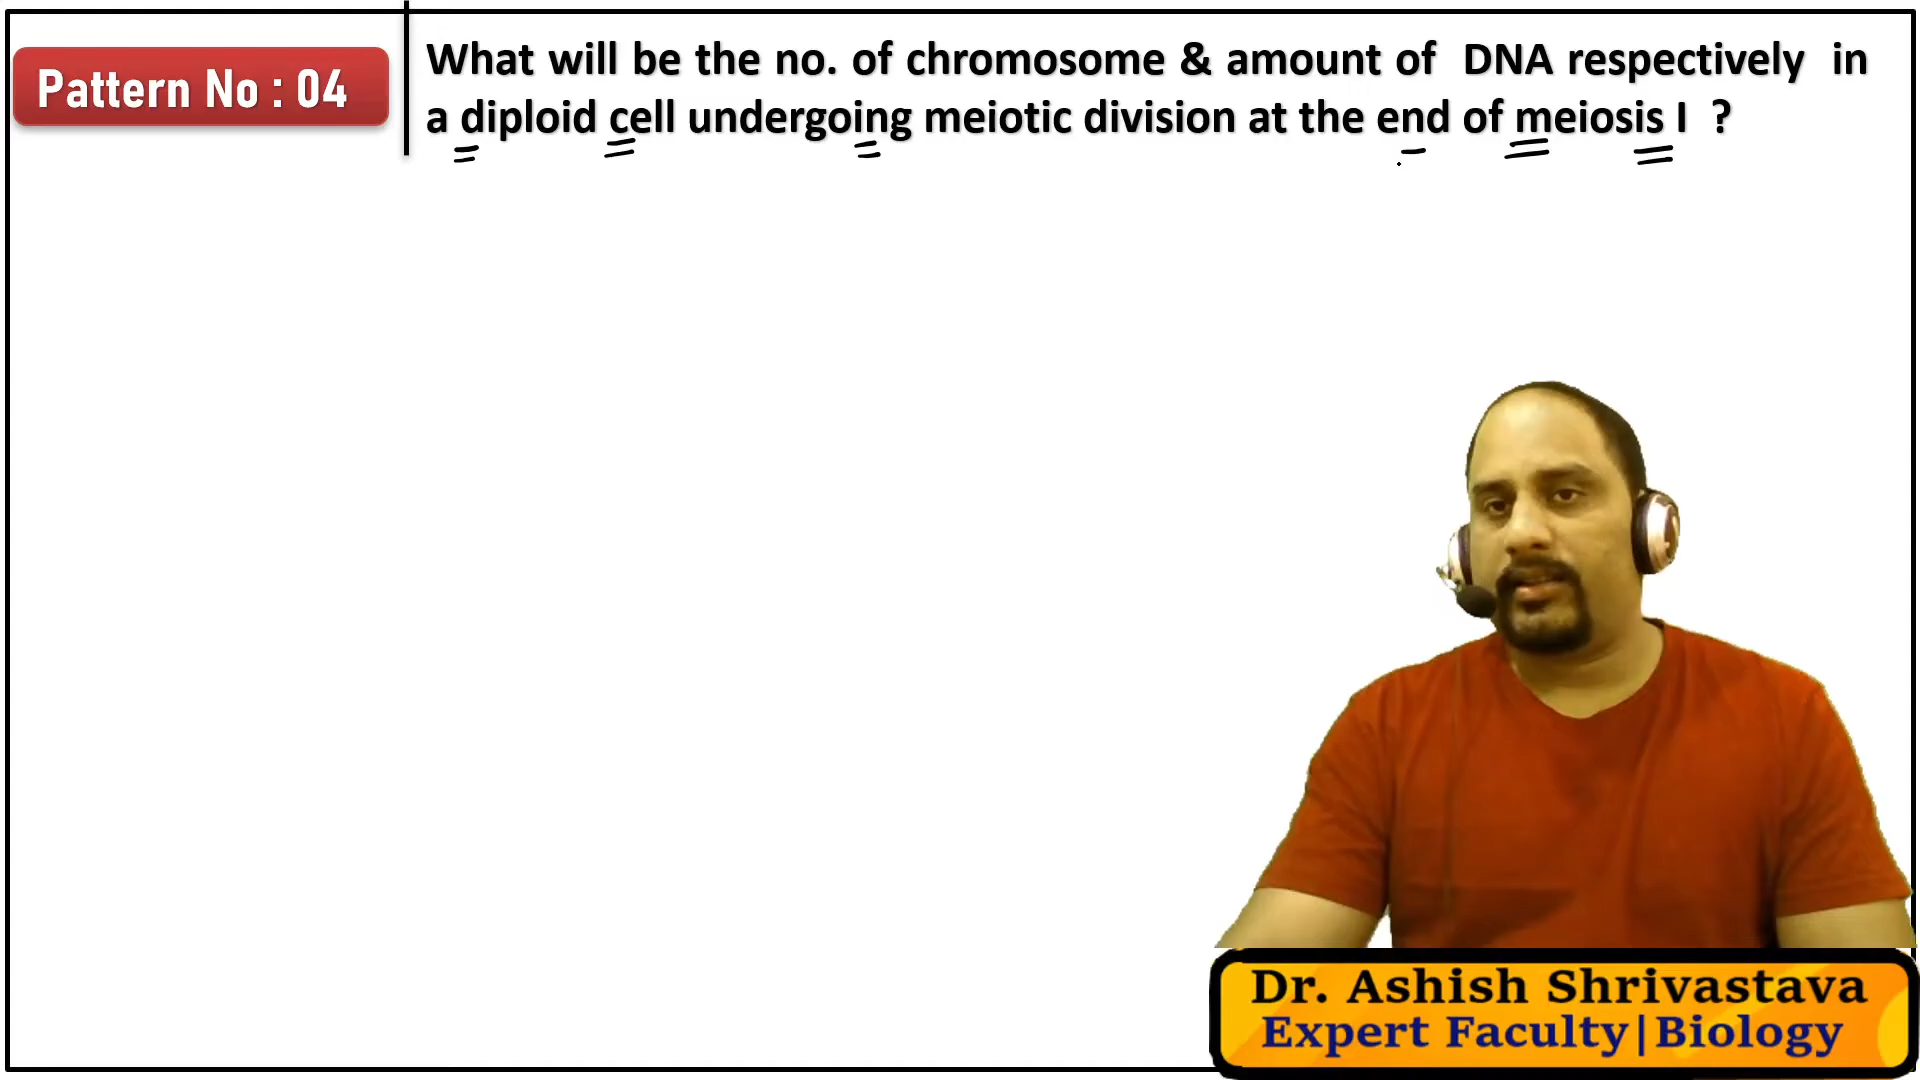 Pattern No : 04
What will be the no. of chromosome & amount of DNA respectively in
a diploid cell undergoing meiotic division at the end of meiosis I ?
Dr. Ashish Shrivastava
Expert Faculty|Biology